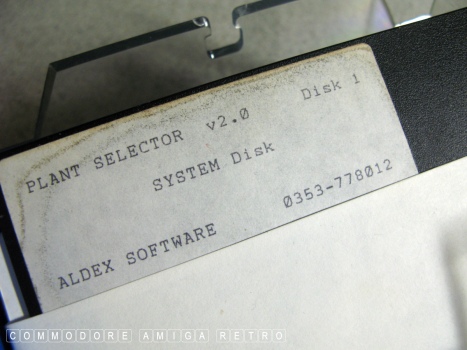 PLANT SELECTOR v2.0 Disk 1
SYSTEM Disk
ALDEX SOFTWARE 0353-778012
COMMODORE AMIGA RETRO